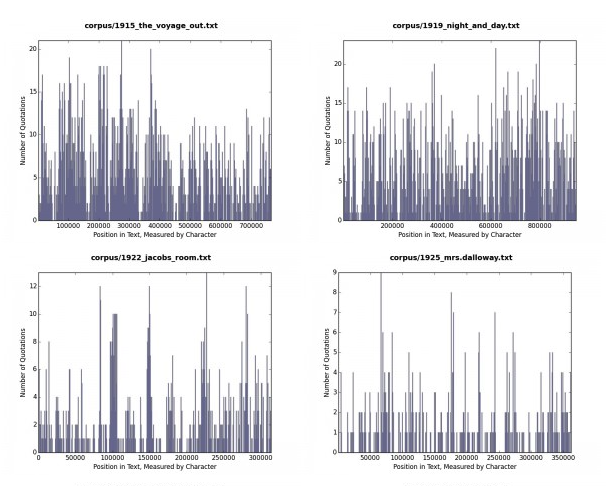 corpus/1915_the_voyage_out.txt
20
15
10
5
0
Number of Quotations
100000 200000 300000 400000 500000 600000 700000
Position in Text, Measured by Character
corpus/1919_night_and_day.txt
20
15
10
5
0
Number of Quotations
200000 400000 600000 800000
Position in Text, Measured by Character
corpus/1922_jacobs_room.txt
12
10
8
6
4
2
0
Number of Quotations
0 50000 100000 150000 200000 250000 300000
Position in Text, Measured by Character
corpus/1925_mrs.dalloway.txt
9
8
7
6
5
4
3
2
1
0
Number of Quotations
50000 100000 150000 200000 250000 300000 350000
Position in Text, Measured by Character